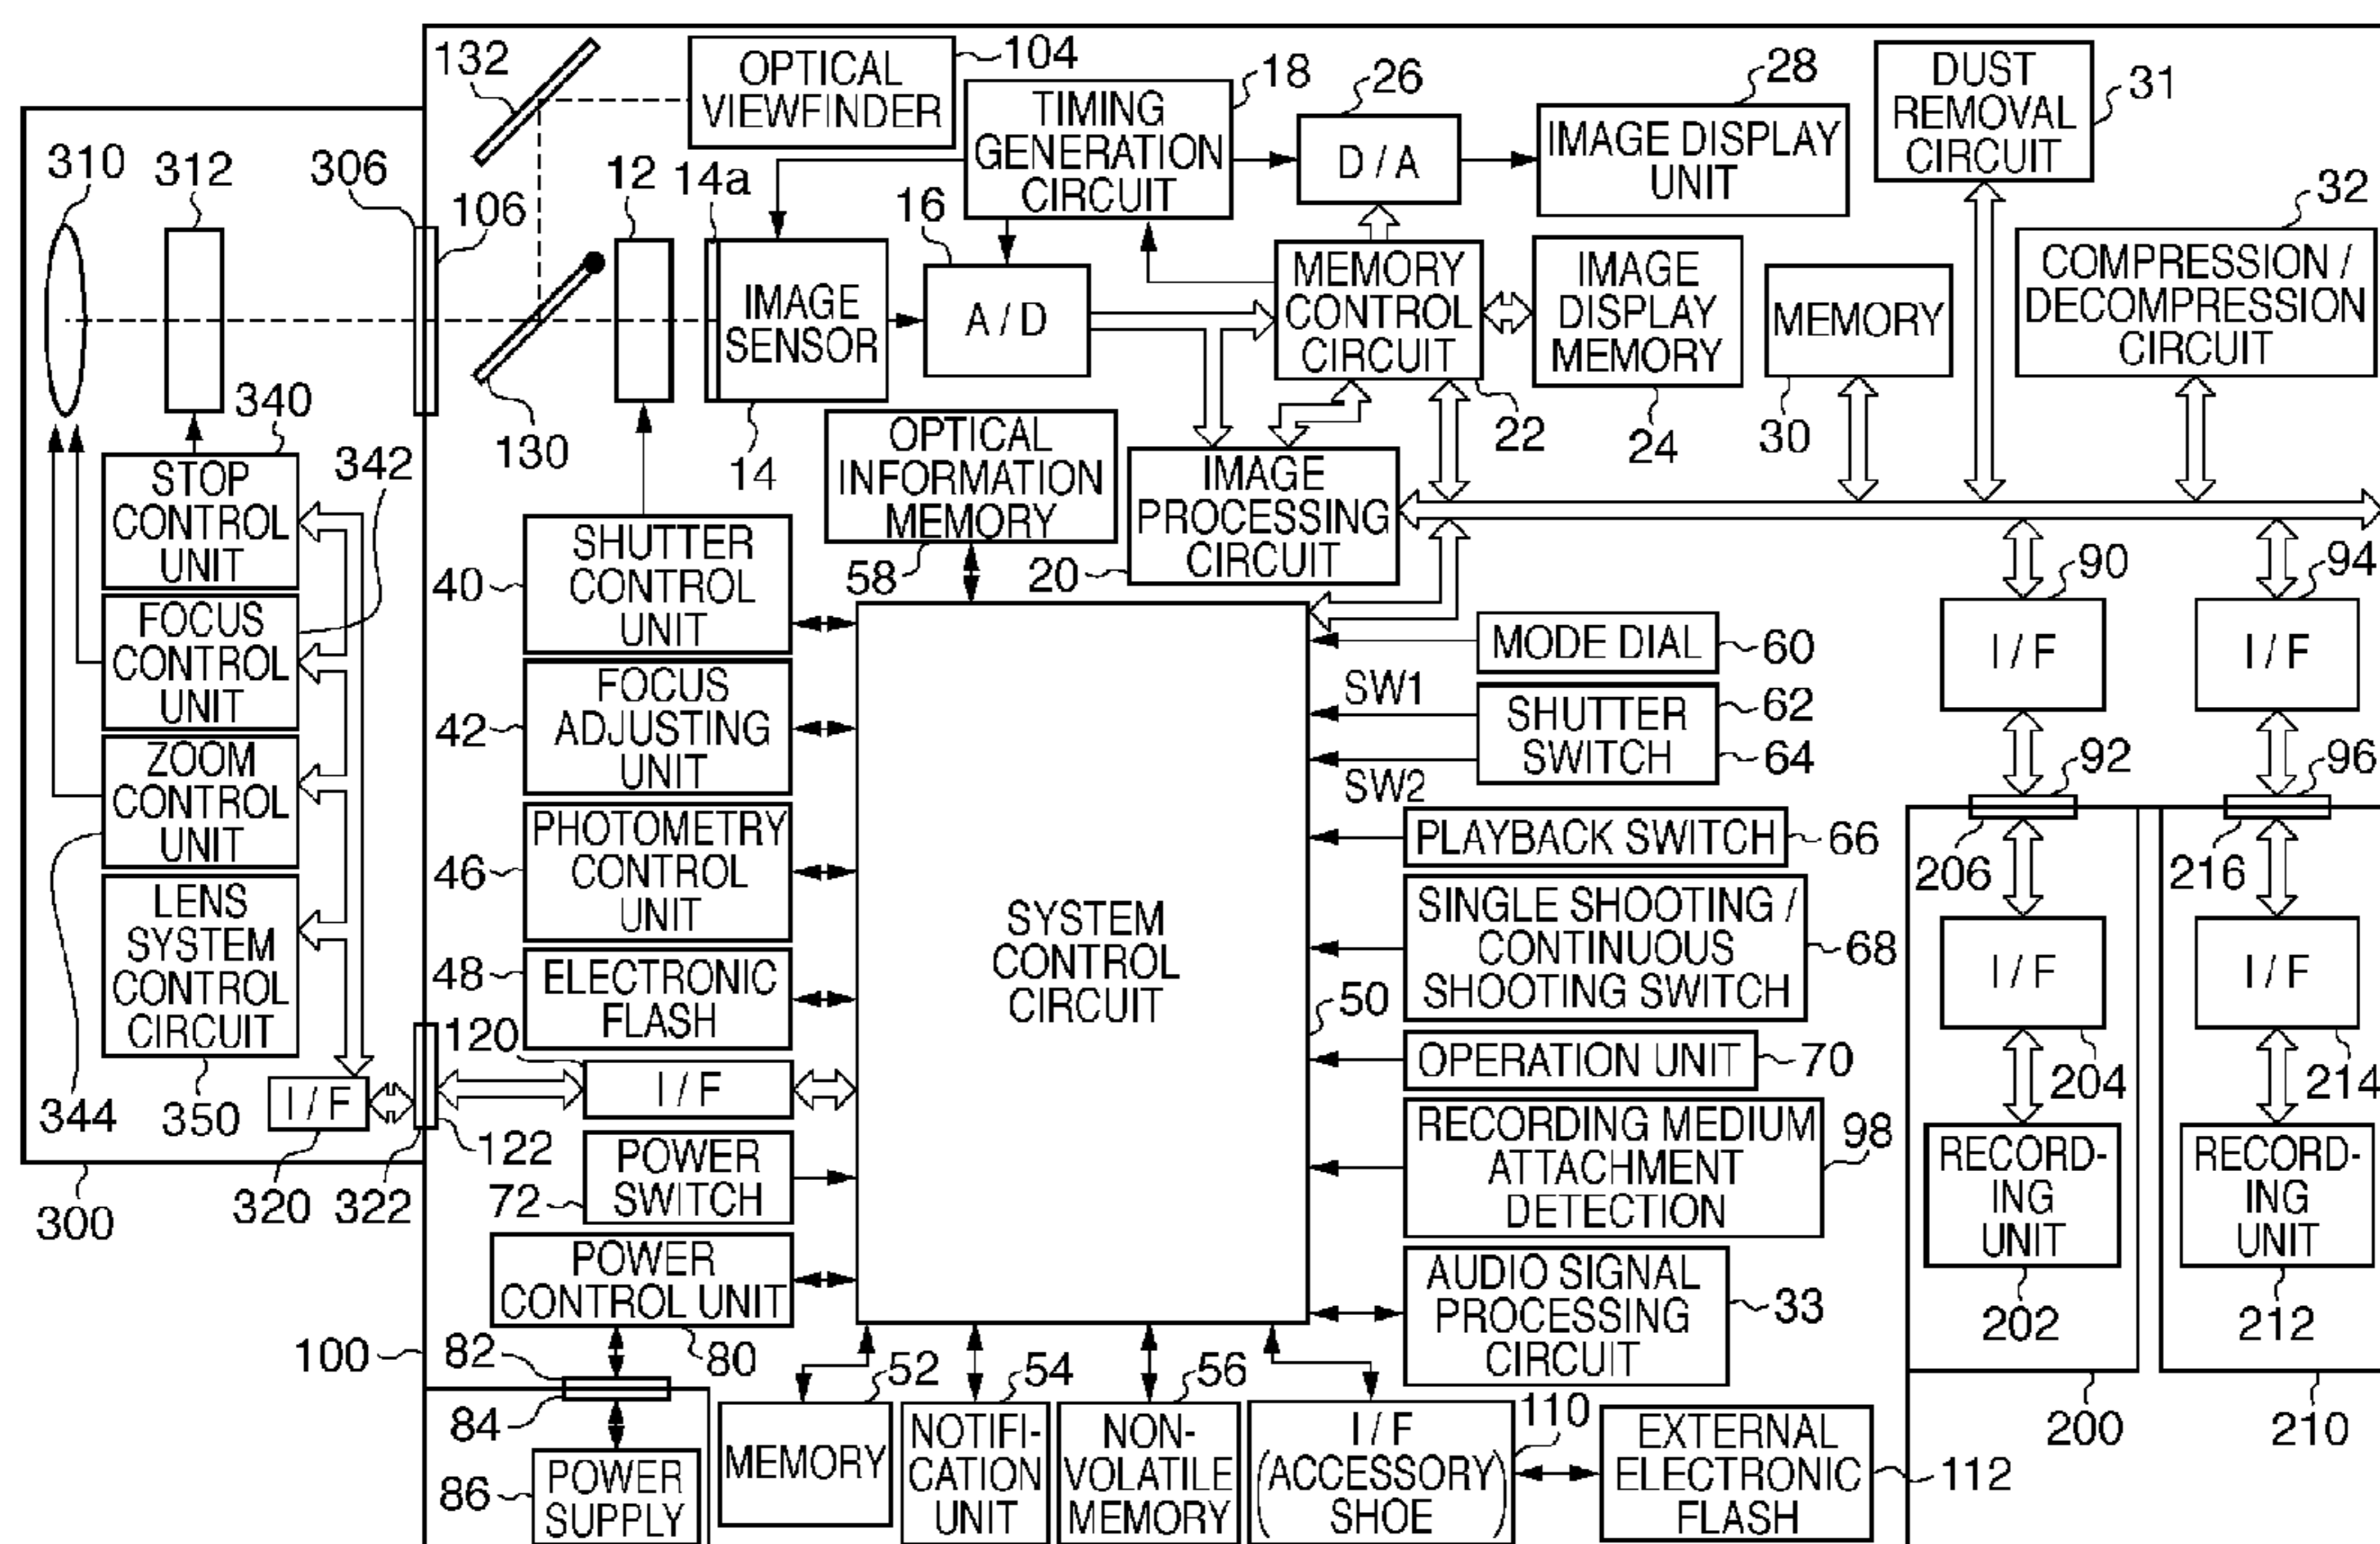 132
OPTICAL
VIEWFINDER
104
TIMING
GENERATION
CIRCUIT
18
26
D / A
28
IMAGE DISPLAY
UNIT
DUST
REMOVAL
CIRCUIT
31
310
312
306
106
12
14a
IMAGE
SENSOR
14
16
A / D
MEMORY
CONTROL
CIRCUIT
22
IMAGE
DISPLAY
MEMORY
24
MEMORY
30
32
COMPRESSION /
DECOMPRESSION
CIRCUIT
130
340
STOP
CONTROL
UNIT
342
FOCUS
CONTROL
UNIT
ZOOM
CONTROL
UNIT
LENS
SYSTEM
CONTROL
CIRCUIT
344
350
I / F
320
322
300
OPTICAL
INFORMATION
MEMORY
58
IMAGE
PROCESSING
CIRCUIT
20
40
SHUTTER
CONTROL
UNIT
42
FOCUS
ADJUSTING
UNIT
46
PHOTOMETRY
CONTROL
UNIT
48
ELECTRONIC
FLASH
120
I / F
122
72
POWER
SWITCH
POWER
CONTROL UNIT
80
100
82
84
86
POWER
SUPPLY
SYSTEM
CONTROL
CIRCUIT
50
MODE DIAL
60
SW1
SHUTTER
SWITCH
62
64
SW2
PLAYBACK SWITCH
66
SINGLE SHOOTING /
CONTINUOUS
SHOOTING SWITCH
68
OPERATION UNIT
70
RECORDING MEDIUM
ATTACHMENT
DETECTION
98
AUDIO SIGNAL
PROCESSING
CIRCUIT
33
MEMORY
52
NOTIFI-
CATION
UNIT
54
NON-
VOLATILE
MEMORY
56
I / F
(ACCESSORY)
SHOE
110
EXTERNAL
ELECTRONIC
FLASH
112
90
I / F
92
206
I / F
204
RECORD-
ING
UNIT
202
200
94
I / F
96
216
I / F
214
RECORD-
ING
UNIT
212
210